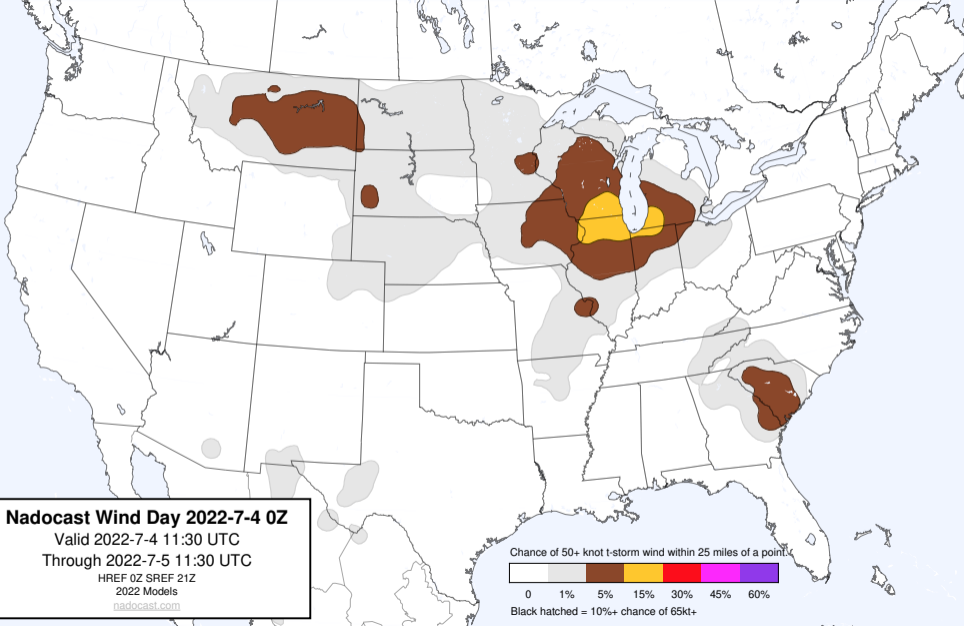 Nadocast Wind Day 2022-7-4 0Z
Valid 2022-7-4 11:30 UTC
Through 2022-7-5 11:30 UTC
HREF 0Z SREF 21Z
2022 Models
nadocast.com
Chance of 50+ knot t-storm wind within 25 miles of a point.
0 1% 5% 15% 30% 45% 60%
Black hatched = 10%+ chance of 65kt+